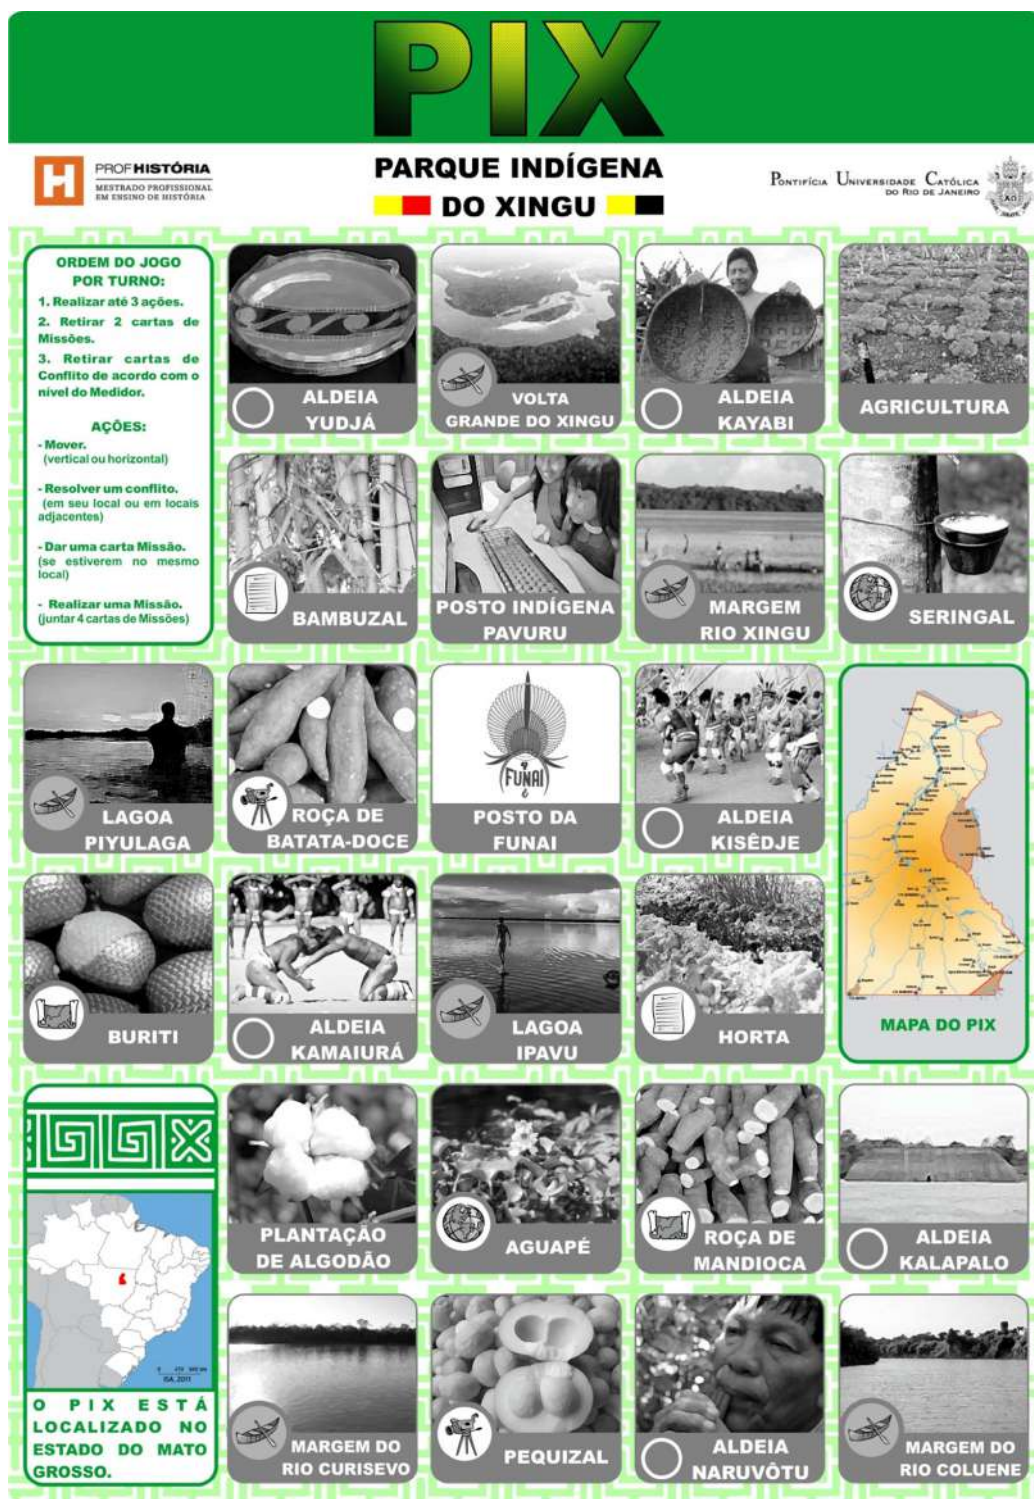 PIX
PROFHISTÓRIA
MESTRADO PROFISSIONAL
EM ENSINO DE HISTÓRIA
PARQUE INDÍGENA
DO XINGU
PONTIFÍCIA UNIVERSIDADE CATÓLICA
DO RIO DE JANEIRO
ORDEM DO JOGO
POR TURNO:
1. Realizar até 3 ações.
2. Retirar 2 cartas de
Missões.
3. Retirar cartas de
Conflito de acordo com o
nível do Medidor.
AÇÕES:
- Mover.
(vertical ou horizontal)
- Resolver um conflito.
(em seu local ou em locais
adjacentes)
- Dar uma carta Missão.
(se estiverem no mesmo
local)
- Realizar uma Missão.
(juntar 4 cartas de Missões)
ALDEIA
YUDJÁ
VOLTA
GRANDE DO XINGU
ALDEIA
KAYABI
AGRICULTURA
BAMBUZAL
POSTO INDÍGENA
PAVURU
MARGEM
RIO XINGU
SERINGAL
LAGOA
PIYULAGA
ROÇA DE
BATATA-DOCE
FUNAI
POSTO DA
FUNAI
ALDEIA
KISÊDJE
BURITI
ALDEIA
KAMAIURÁ
LAGOA
IPAVU
HORTA
MAPA DO PIX
PLANTAÇÃO
DE ALGODÃO
AGUAPÉ
ROÇA DE
MANDIOCA
ALDEIA
KALAPALO
ISA, 2011
O PIX ESTÁ
LOCALIZADO NO
ESTADO DO MATO
GROSSO.
MARGEM DO
RIO CURISEVO
PEQUIZAL
ALDEIA
NARUVÔTU
MARGEM DO
RIO COLUENE